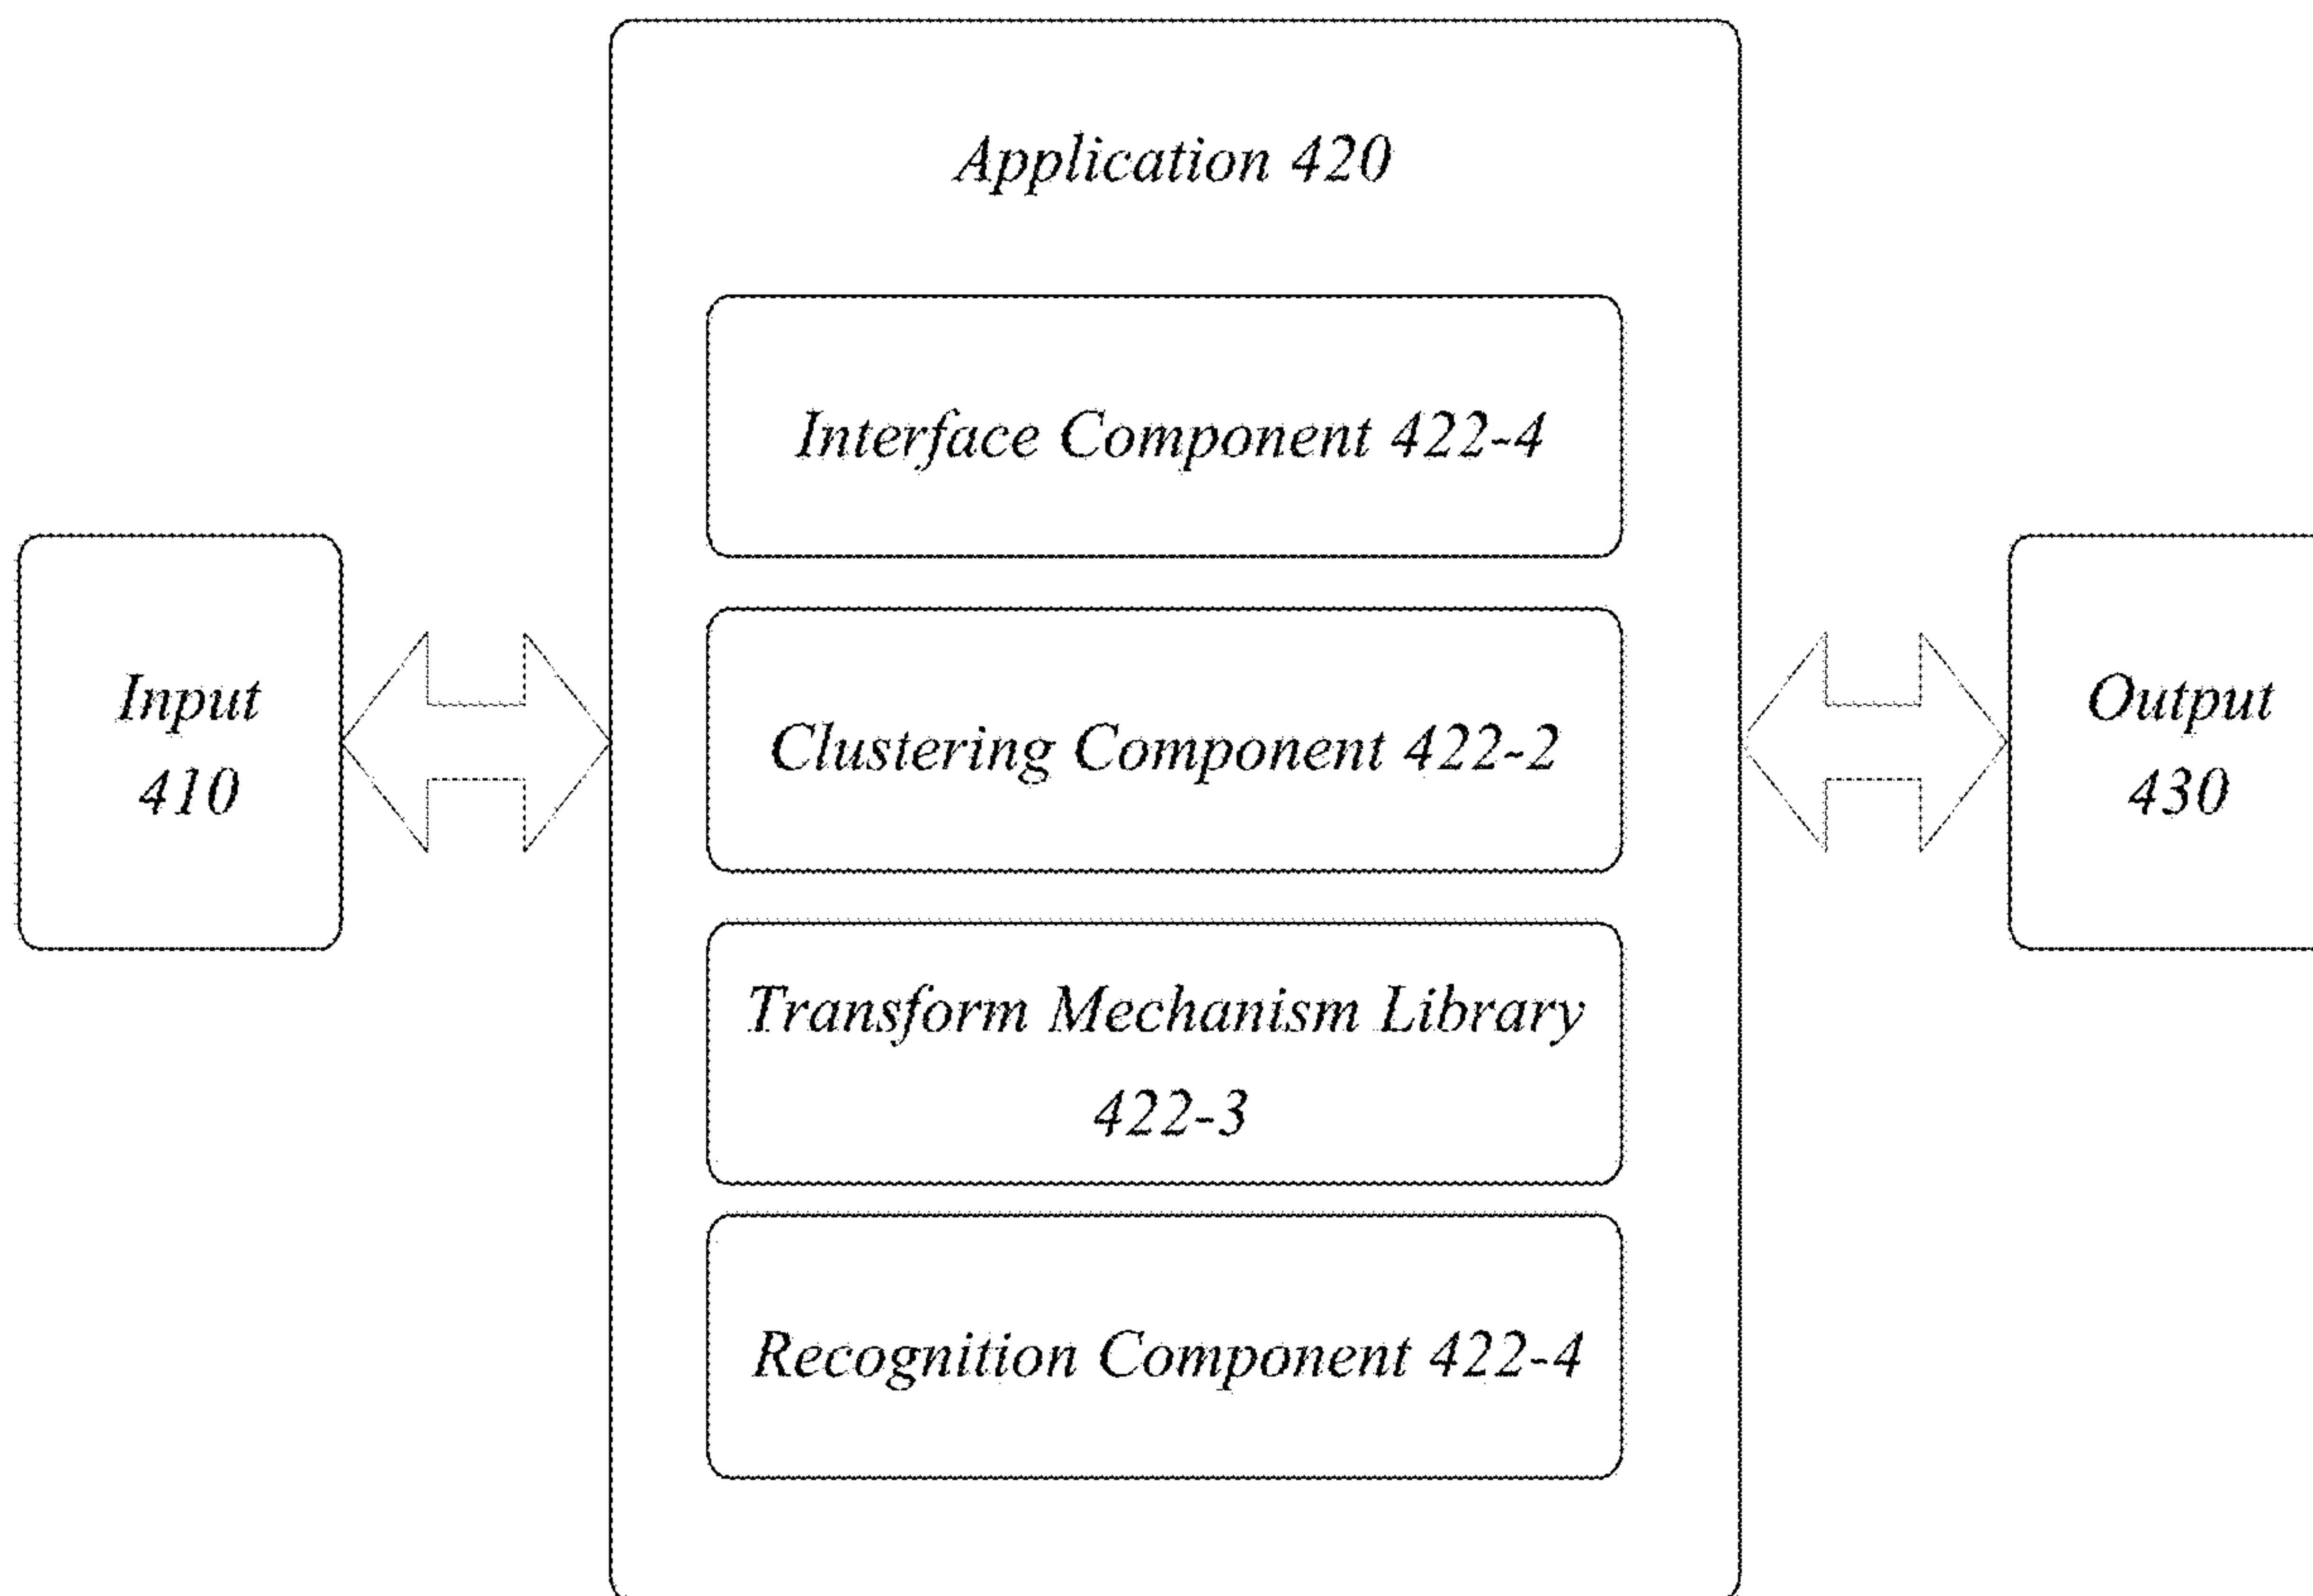 Application 420
Interface Component 422-4
Input
410
Clustering Component 422-2
Output
430
Transform Mechanism Library
422-3
Recognition Component 422-4